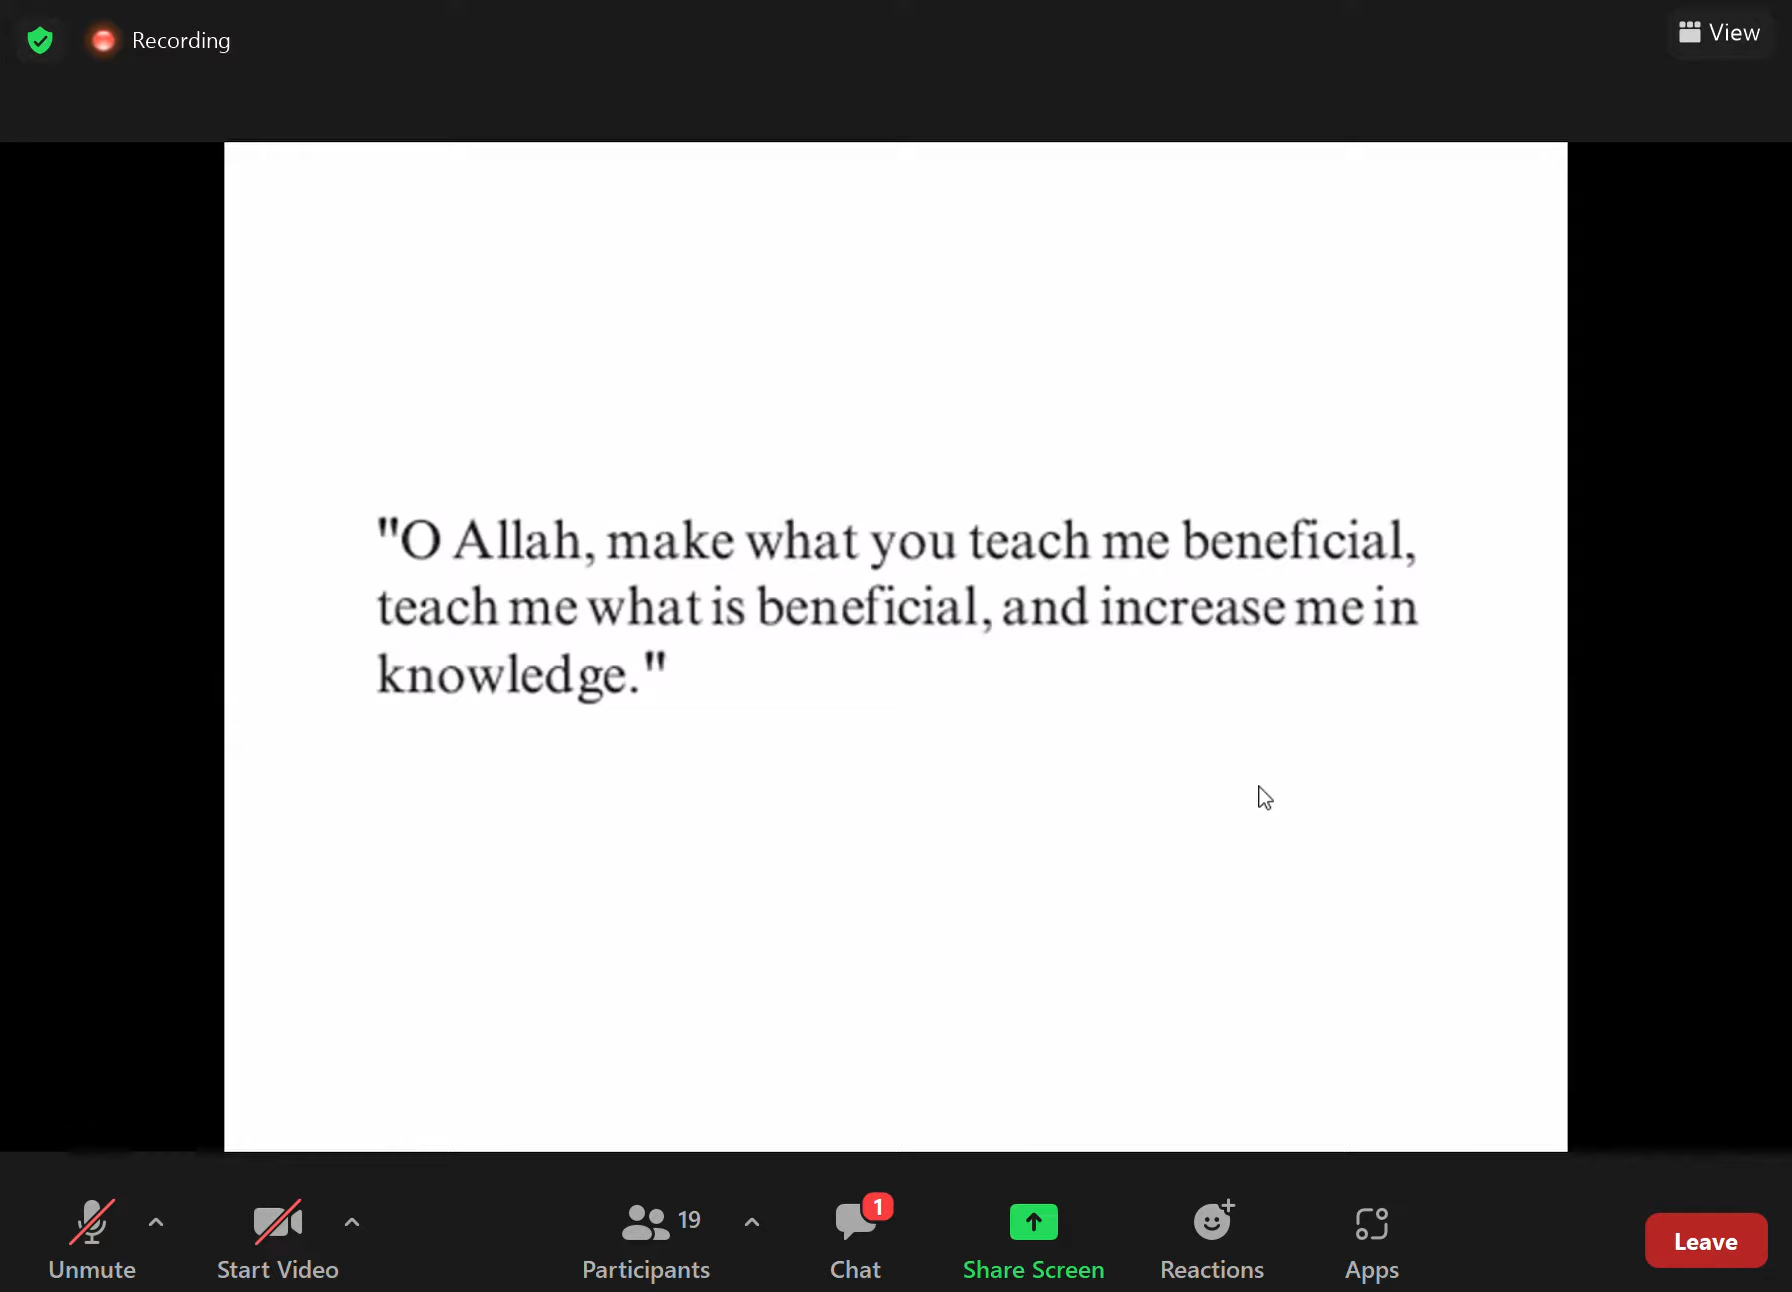 Recording
View
"O Allah, make what you teach me beneficial,
teach me what is beneficial, and increase me in
knowledge."
19
1
Unmute
Start Video
Participants
Chat
Share Screen
Reactions
Apps
Leave